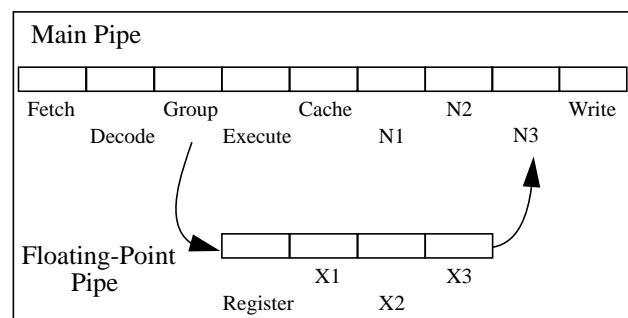 Main Pipe
Fetch Group Cache N2 Write
Decode Execute N1 N3
Floating-Point
Pipe
X1 X3
Register X2